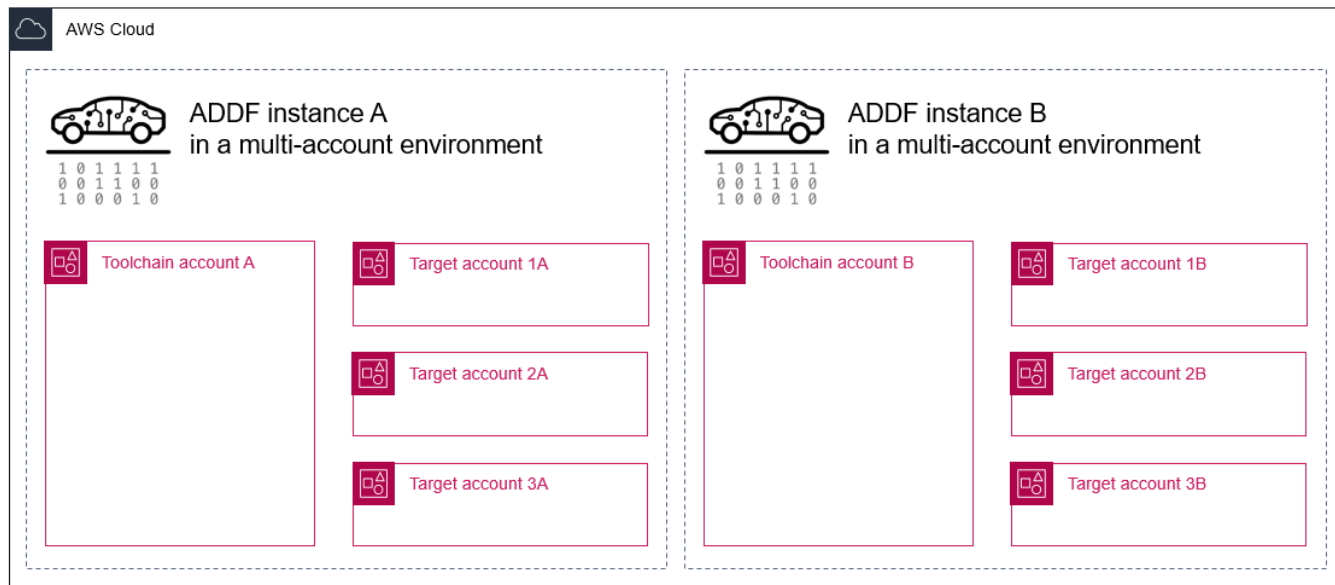 AWS Cloud
ADDF instance A
in a multi-account environment
1 0 1 1 1 1
0 0 1 1 0 0
1 0 0 0 1 0
Toolchain account A
Target account 1A
Target account 2A
Target account 3A
ADDF instance B
in a multi-account environment
1 0 1 1 1 1
0 0 1 1 0 0
1 0 0 0 1 0
Toolchain account B
Target account 1B
Target account 2B
Target account 3B